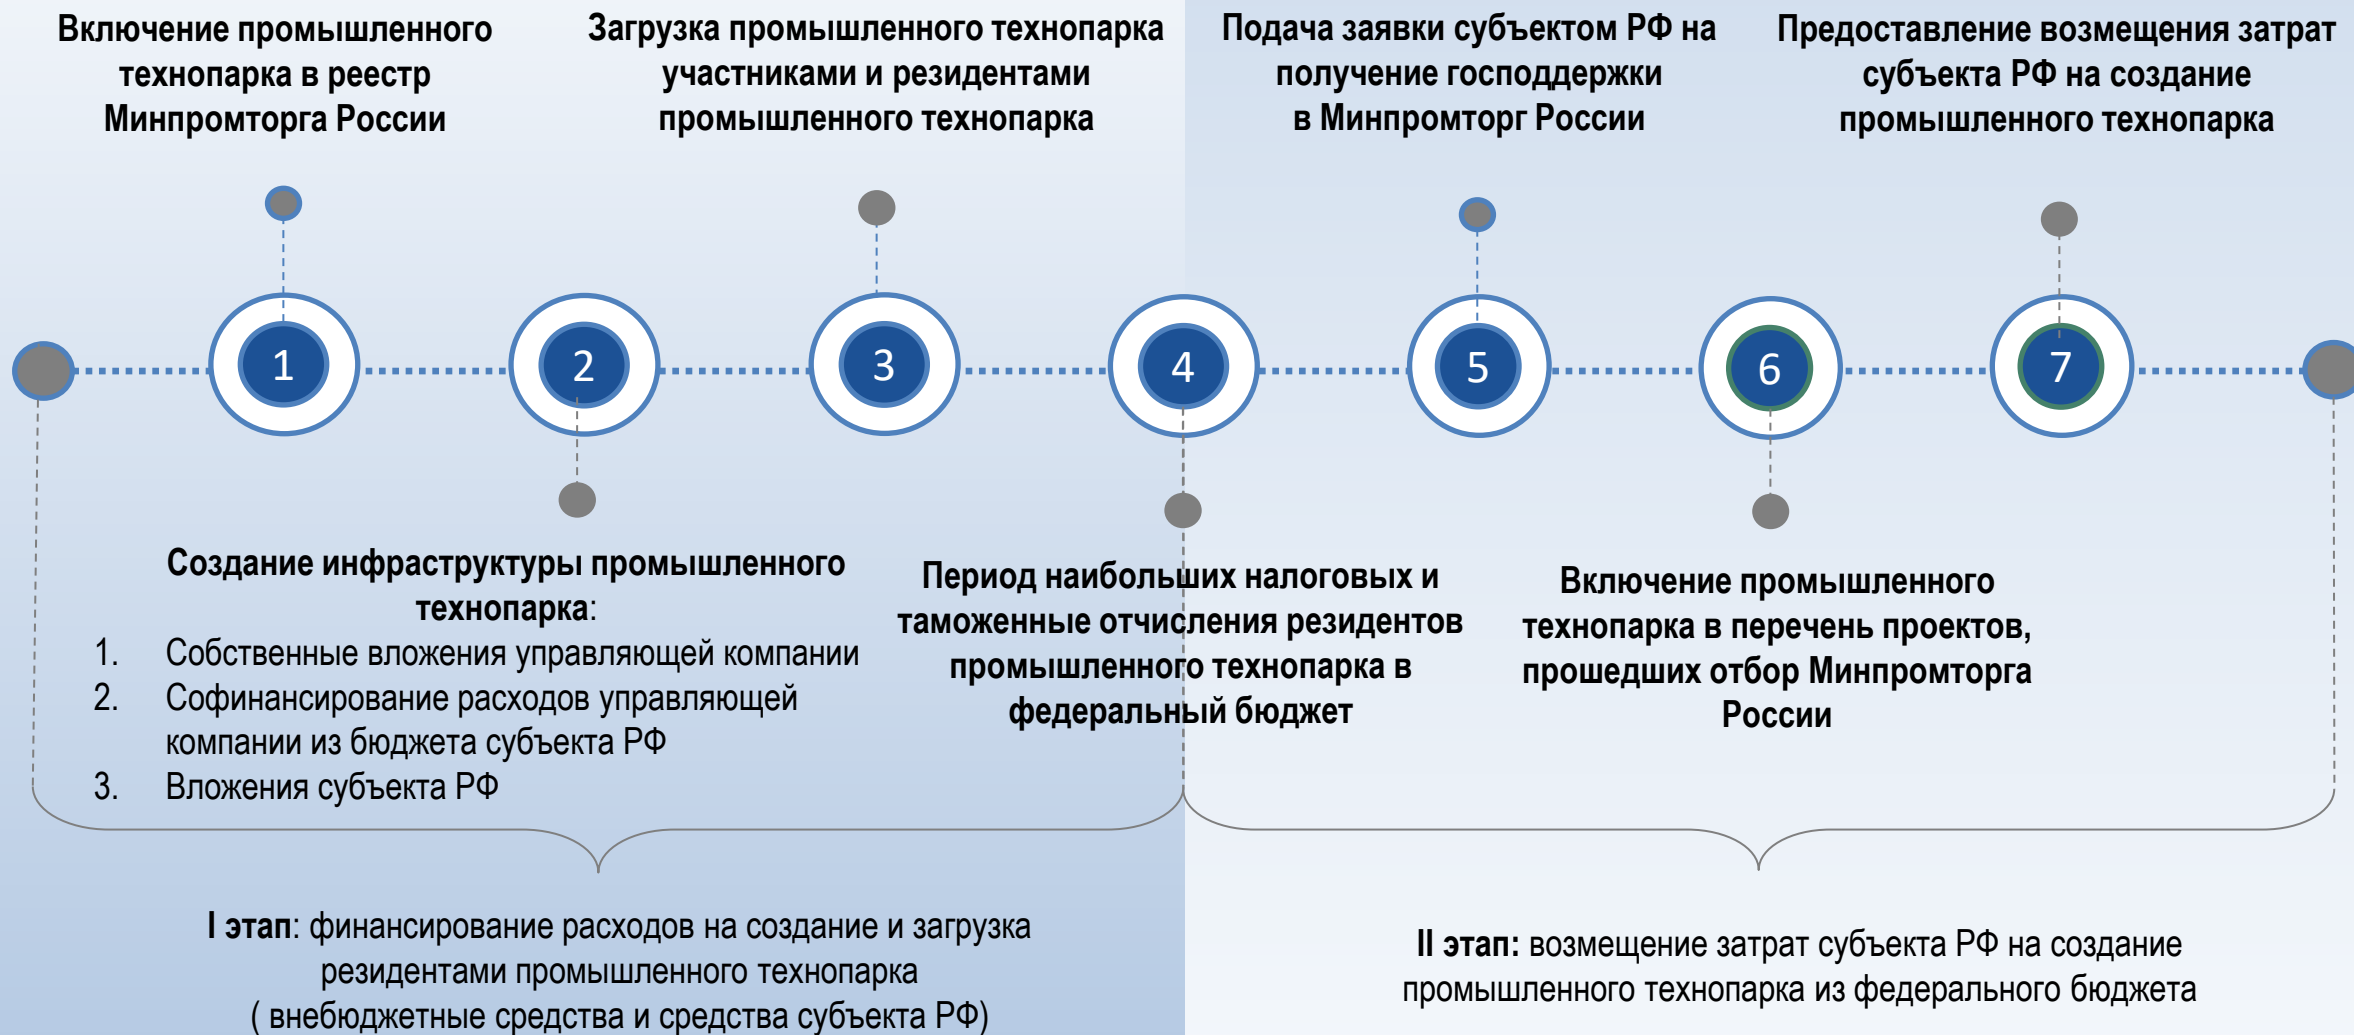 Включение промышленного
технопарка в реестр
Минпромторга России
Загрузка промышленного технопарка
участниками и резидентами
промышленного технопарка
Подача заявки субъектом РФ на
получение господдержки
в Минпромторг России
Предоставление возмещения затрат
субъекта РФ на создание
промышленного технопарка
1
2
3
4
5
6
7
Создание инфраструктуры промышленного
технопарка:
1. Собственные вложения управляющей компании
2. Софинансирование расходов управляющей
компании из бюджета субъекта РФ
3. Вложения субъекта РФ
Период наибольших налоговых и
таможенные отчисления резидентов
промышленного технопарка в
федеральный бюджет
Включение промышленного
технопарка в перечень проектов,
прошедших отбор Минпромторга
России
I этап: финансирование расходов на создание и загрузка
резидентами промышленного технопарка
( внебюджетные средства и средства субъекта РФ)
II этап: возмещение затрат субъекта РФ на создание
промышленного технопарка из федерального бюджета